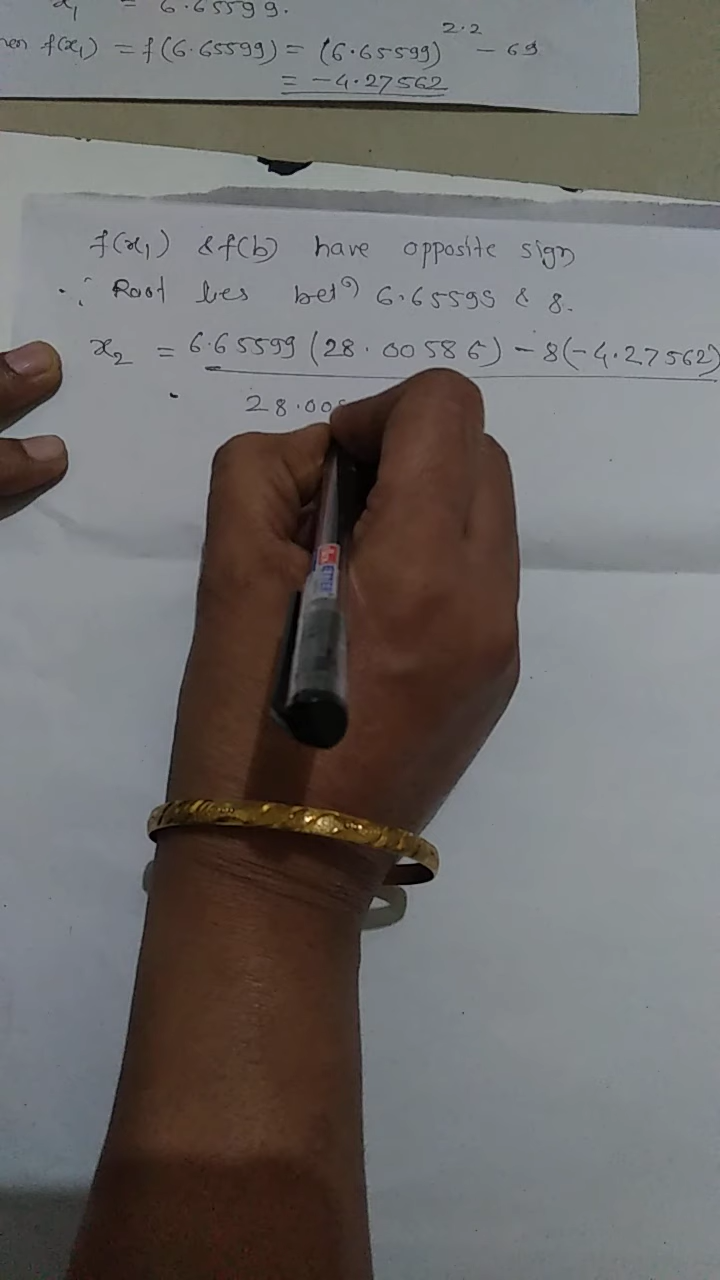 x₁ = 6.65599.
f(x₁) = f(6.65599) = (6.65599)^2.2 - 69
= -4.27562
f(x₁) & f(b) have opposite sign
∴ Root lies betⁿ 6.65599 & 8.
x₂ = 6.65599 (28.00586) - 8(-4.27562)
28.00